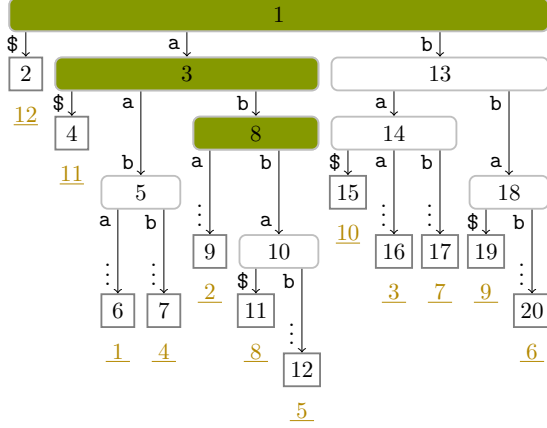 1
$ a b
2 3 13
$ a b a b
12
4 8 14
b a b $ a b a
11
5 15 18
a b ⋮ a ⋮ ⋮ $ b
10
9 10 16 17 19
⋮ ⋮ $ b ⋮
2 3 7 9
6 7 11 20
⋮
1 4 8 6
12
5